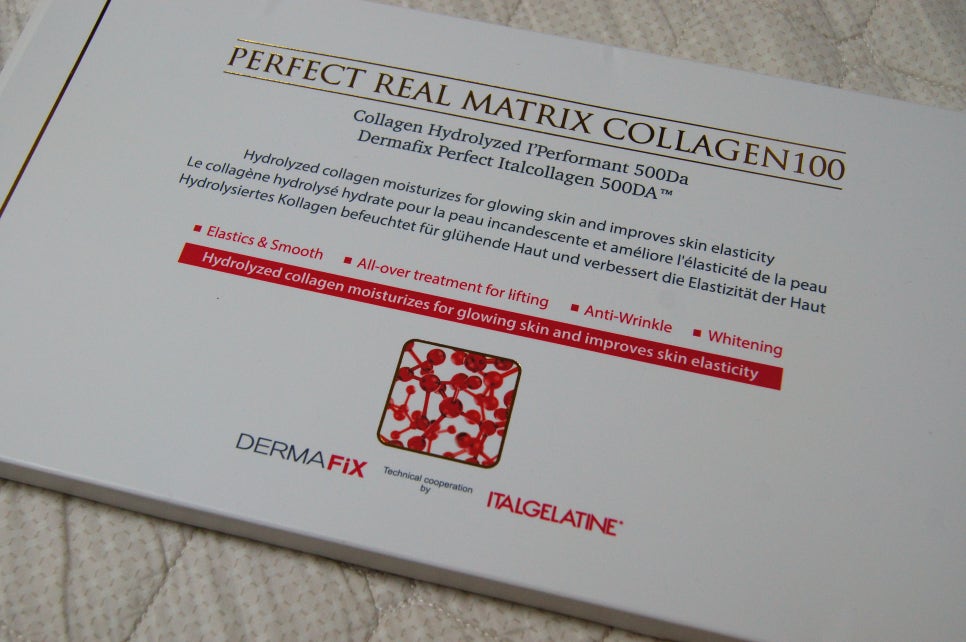 PERFECT REAL MATRIX COLLAGEN100
Collagen Hydrolyzed I'Performant 500Da
Dermafix Perfect Italcollagen 500DA™
Hydrolyzed collagen moisturizes for glowing skin and improves skin elasticity
Le collagène hydrolysé hydrate pour la peau incandescente et améliore l'élasticité de la peau
Hydrolysiertes Kollagen befeuchtet für glühende Haut und verbessert die Elastizität der Haut
▪ Elastics & Smooth ▪ All-over treatment for lifting ▪ Anti-Wrinkle ▪ Whitening
Hydrolyzed collagen moisturizes for glowing skin and improves skin elasticity
DERMAFiX
Technical cooperation
by
ITALGELATINE